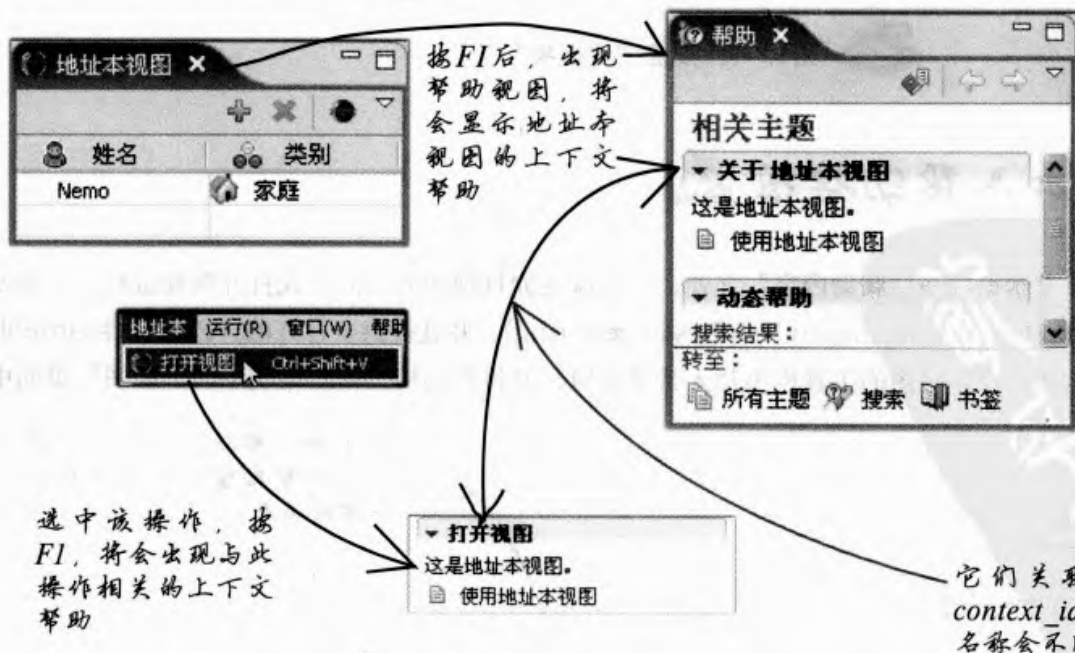 地址本视图
姓名 类别
Nemo 家庭
按F1后，出现
帮助视图，将
会显示地址本
视图的上下文
帮助
帮助
相关主题
关于 地址本视图
这是地址本视图。
使用地址本视图
动态帮助
搜索结果：
转至：
所有主题 搜索 书签
地址本 运行(R) 窗口(W) 帮助
打开视图 Ctrl+Shift+V
选中该操作，按
F1，将会出现与此
操作相关的上下文
帮助
打开视图
这是地址本视图。
使用地址本视图
它们关联
context_id
名称会不